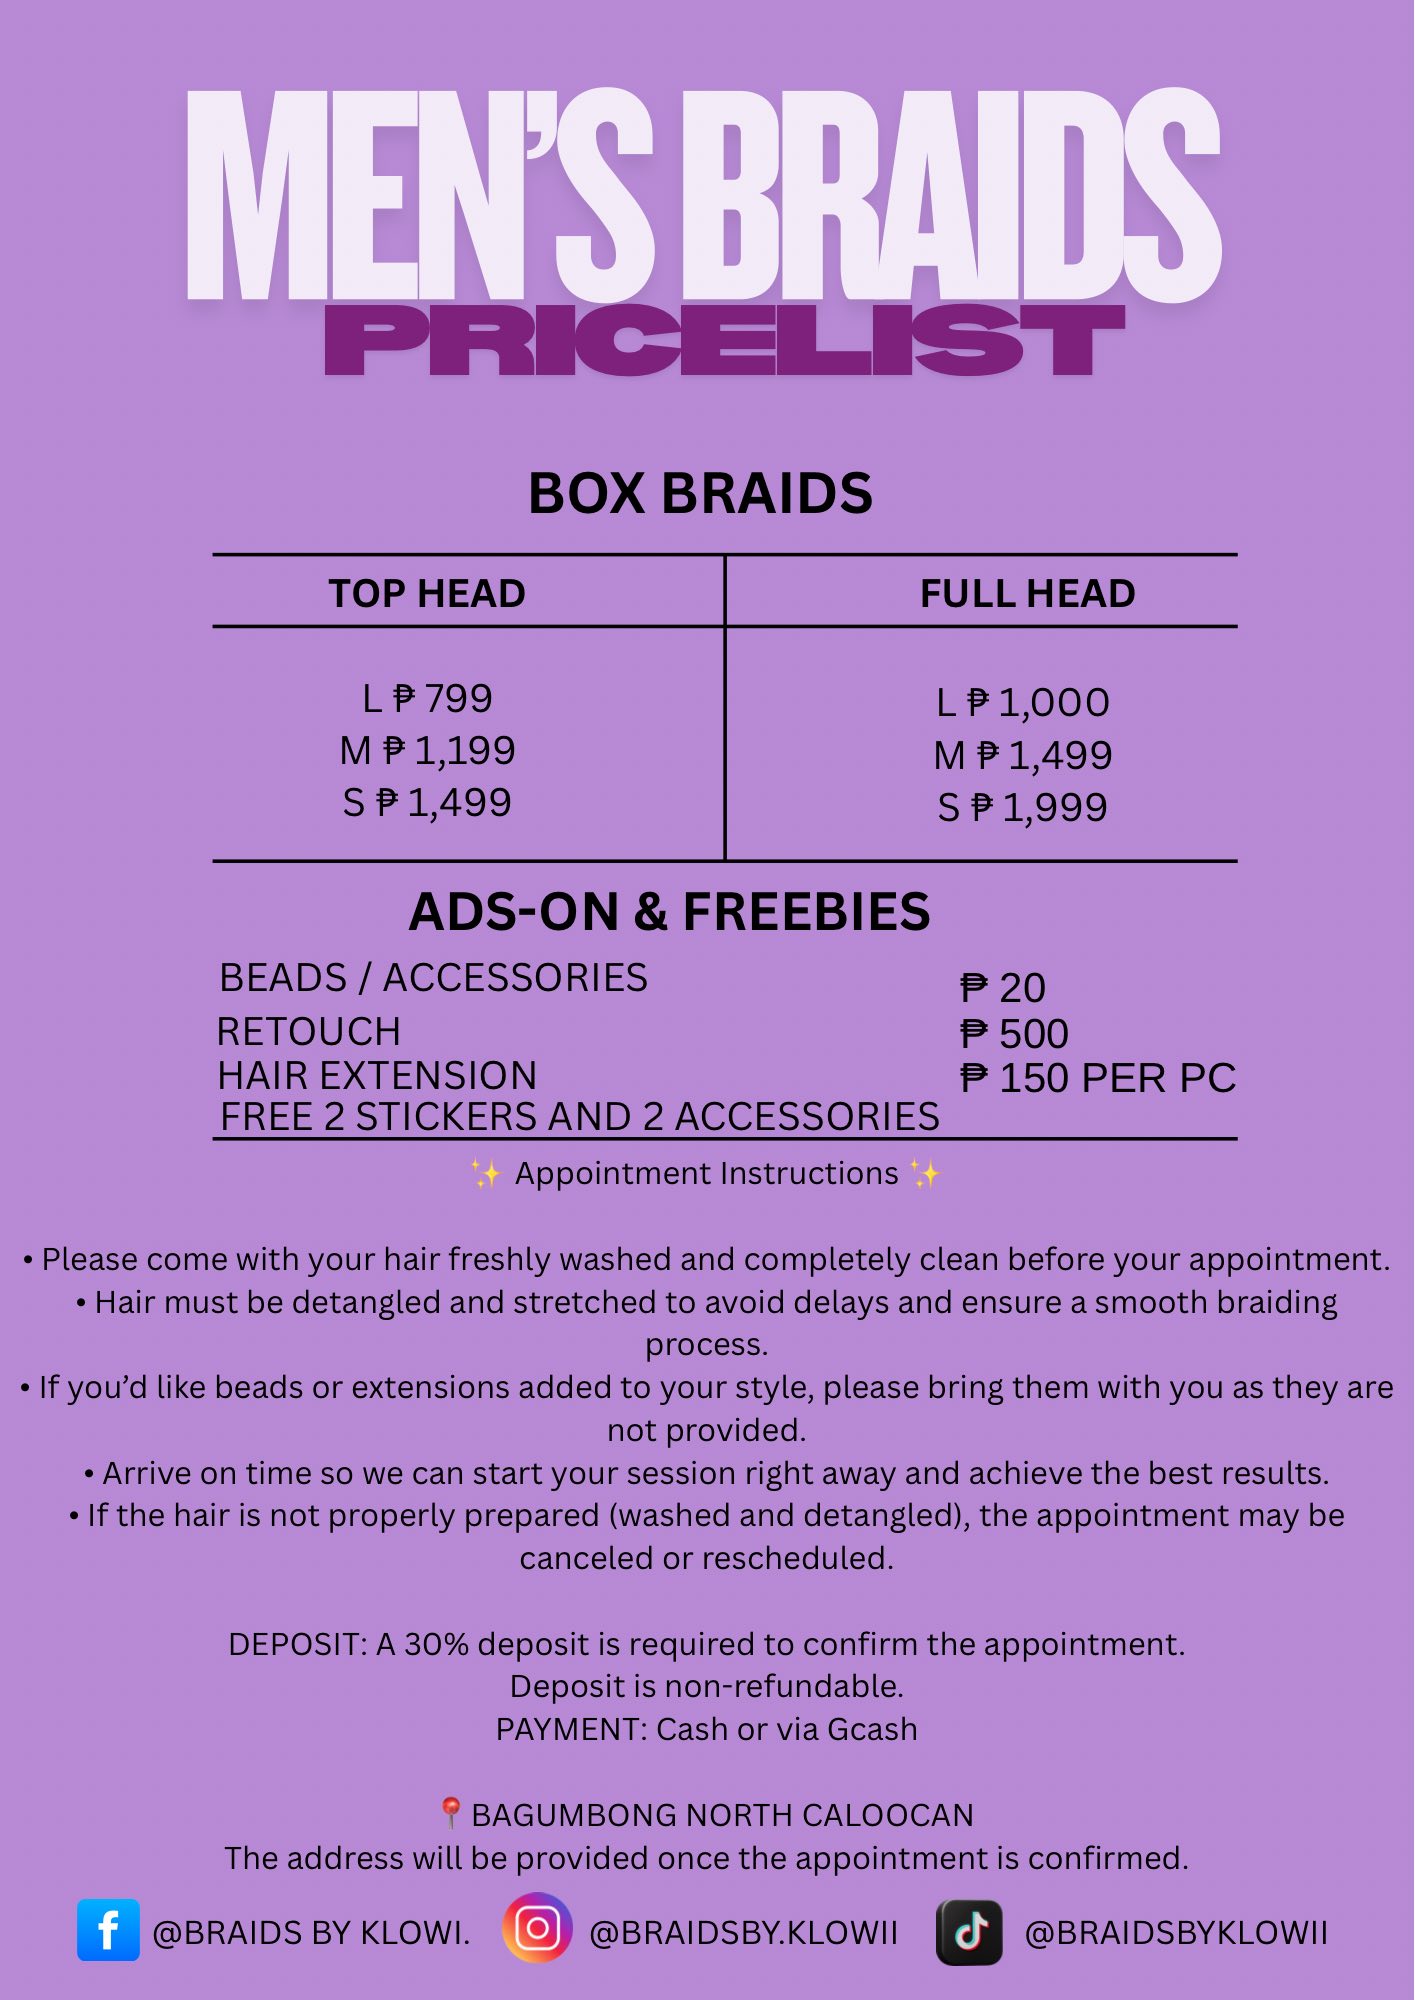 MEN'S BRAIDS
PRICELIST
BOX BRAIDS
TOP HEAD
FULL HEAD
L ₱ 799
M ₱ 1,199
S ₱ 1,499
L ₱ 1,000
M ₱ 1,499
S ₱ 1,999
ADS-ON & FREEBIES
BEADS / ACCESSORIES ₱ 20
RETOUCH ₱ 500
HAIR EXTENSION ₱ 150 PER PC
FREE 2 STICKERS AND 2 ACCESSORIES
✨ Appointment Instructions ✨
• Please come with your hair freshly washed and completely clean before your appointment.
• Hair must be detangled and stretched to avoid delays and ensure a smooth braiding
process.
• If you’d like beads or extensions added to your style, please bring them with you as they are
not provided.
• Arrive on time so we can start your session right away and achieve the best results.
• If the hair is not properly prepared (washed and detangled), the appointment may be
canceled or rescheduled.
DEPOSIT: A 30% deposit is required to confirm the appointment.
Deposit is non-refundable.
PAYMENT: Cash or via Gcash
📍BAGUMBONG NORTH CALOOCAN
The address will be provided once the appointment is confirmed.
@BRAIDS BY KLOWI. @BRAIDSBY.KLOWII @BRAIDSBYKLOWII